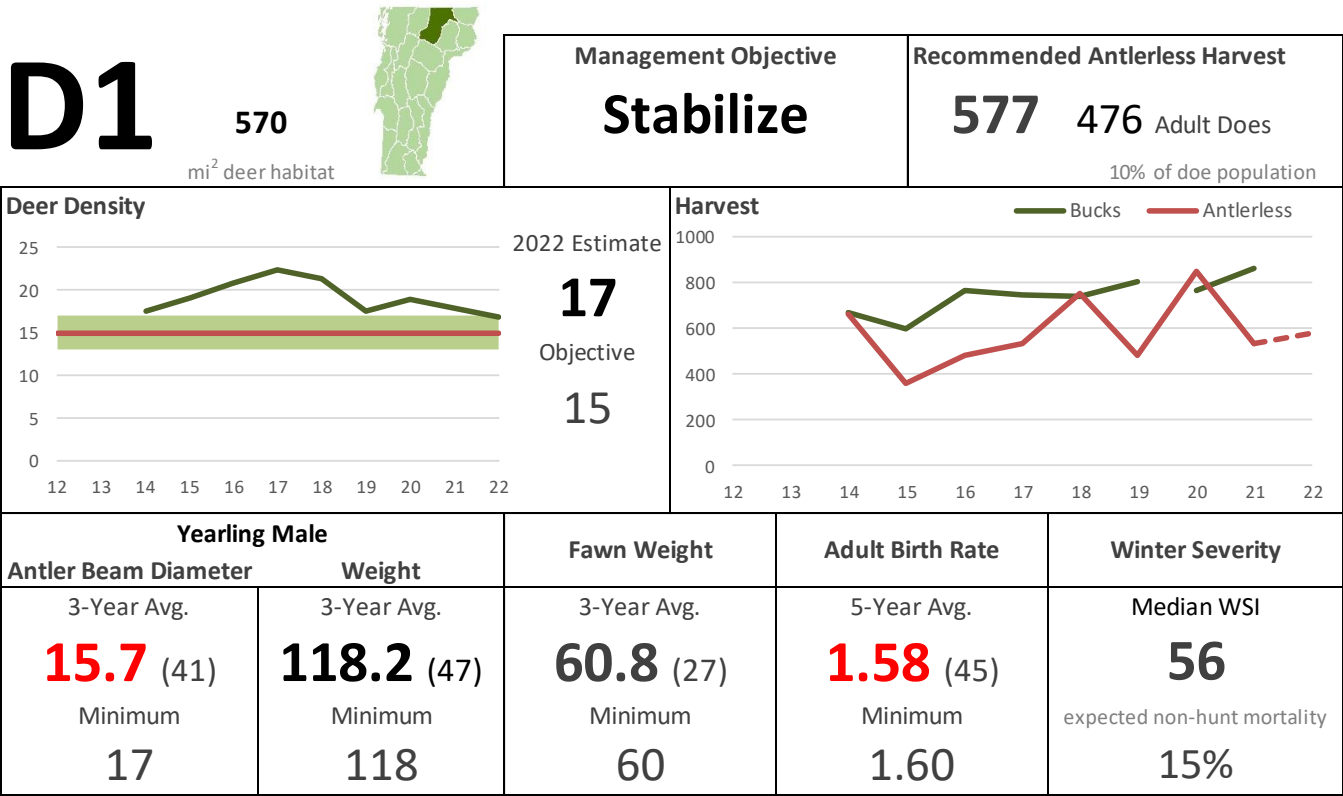 D1
570
mi² deer habitat
Management Objective
Stabilize
Recommended Antlerless Harvest
577 476 Adult Does
10% of doe population
Deer Density
25
20
15
10
5
0
12 13 14 15 16 17 18 19 20 21 22
2022 Estimate
17
Objective
15
Harvest
Bucks Antlerless
1000
800
600
400
200
0
12 13 14 15 16 17 18 19 20 21 22
Yearling Male
Antler Beam Diameter Weight
3-Year Avg. 3-Year Avg.
15.7 (41) 118.2 (47)
Minimum Minimum
17 118
Fawn Weight
3-Year Avg.
60.8 (27)
Minimum
60
Adult Birth Rate
5-Year Avg.
1.58 (45)
Minimum
1.60
Winter Severity
Median WSI
56
expected non-hunt mortality
15%